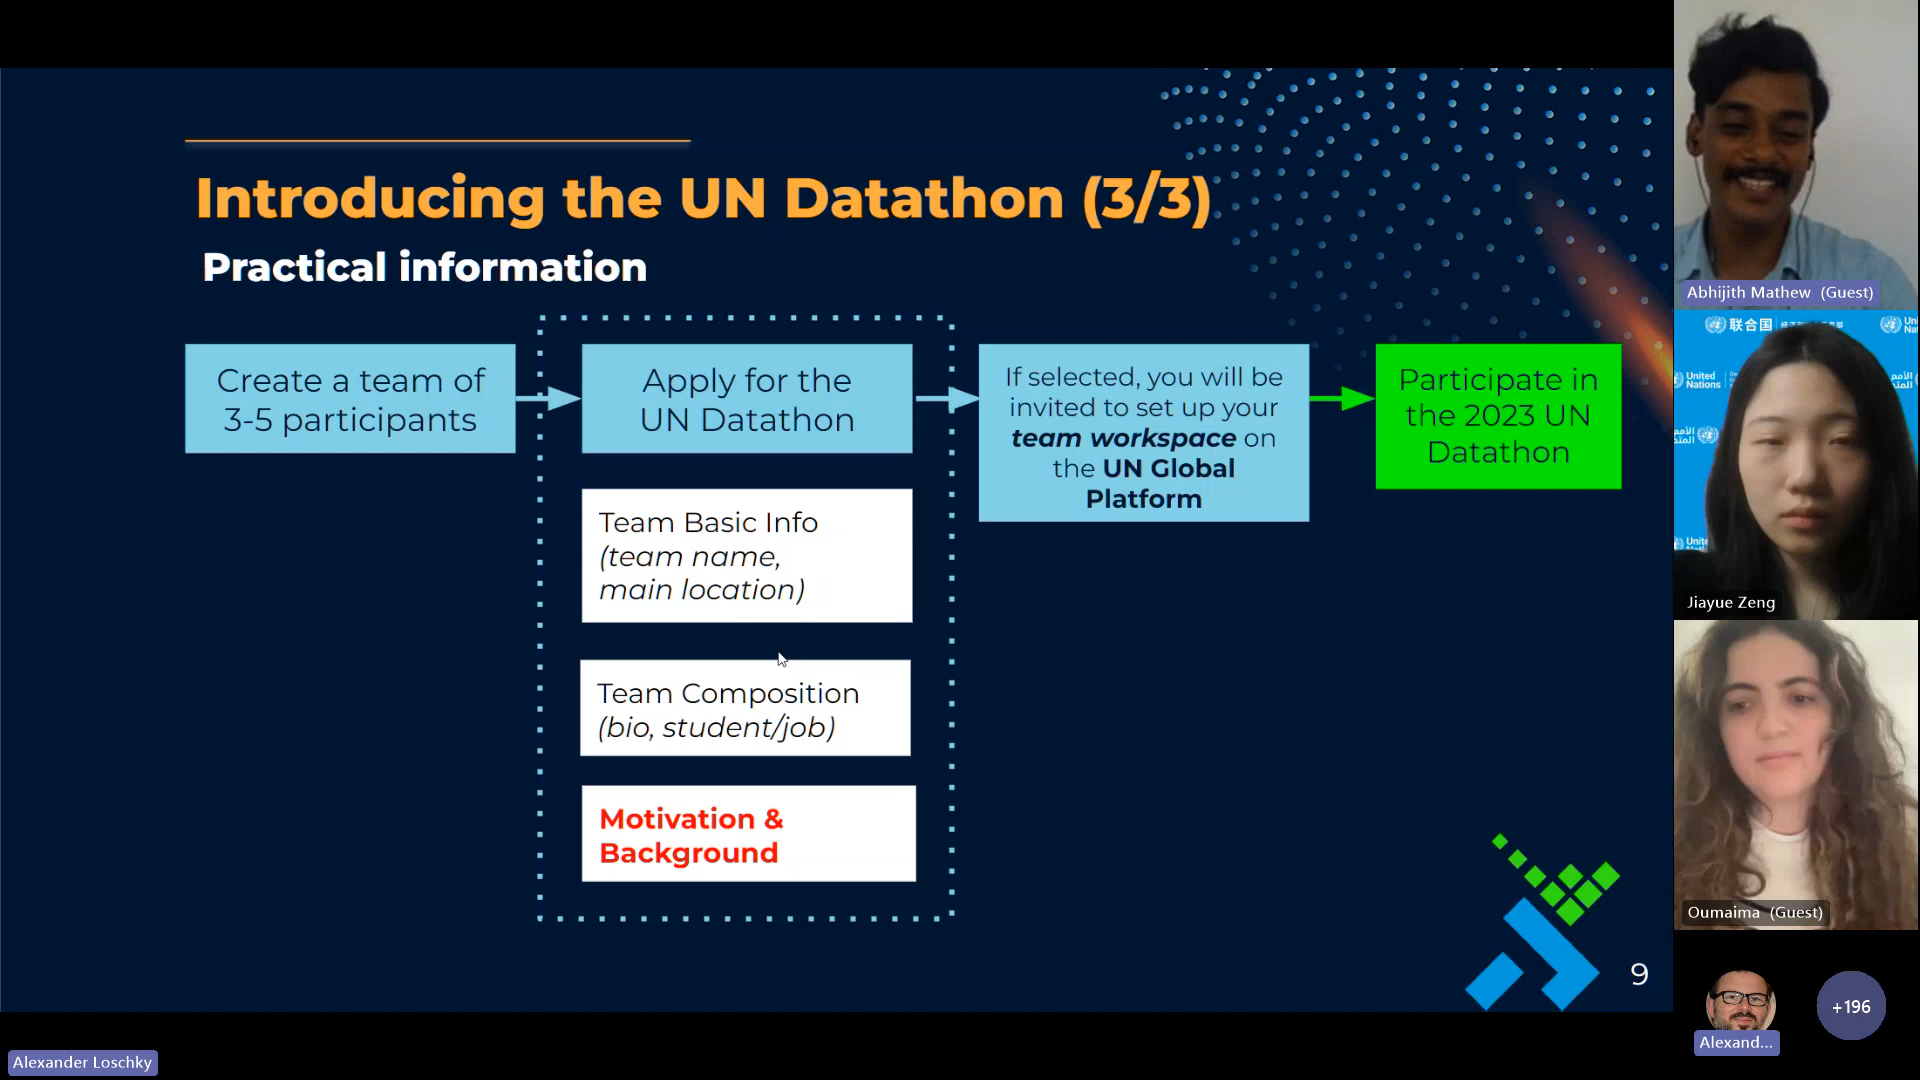 Introducing the UN Datathon (3/3)
Practical information
Create a team of
3-5 participants
Apply for the
UN Datathon
Team Basic Info
(team name,
main location)
Team Composition
(bio, student/job)
Motivation &
Background
If selected, you will be
invited to set up your
team workspace on
the UN Global
Platform
Participate in
the 2023 UN
Datathon
9
Abhijith Mathew (Guest)
联合国
United
Nations
Jiayue Zeng
Oumaima (Guest)
Alexand...
+196
Alexander Loschky